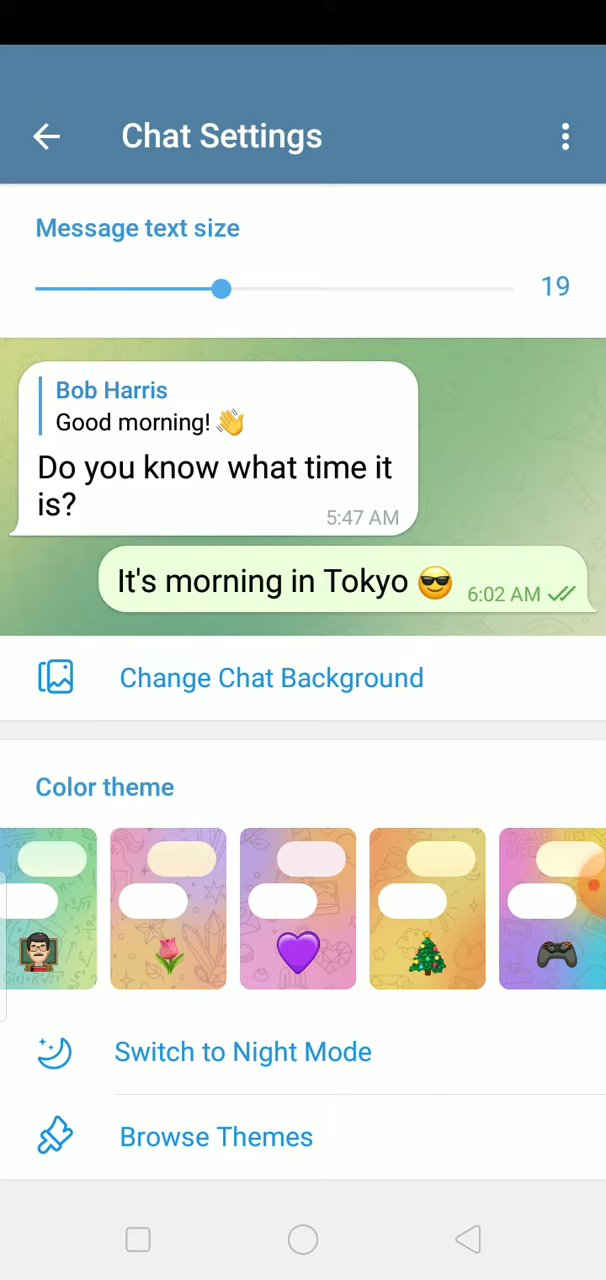 Chat Settings
Message text size
19
Bob Harris
Good morning! 👋
Do you know what time it
is?
5:47 AM
It's morning in Tokyo 😎 6:02 AM
Change Chat Background
Color theme
Switch to Night Mode
Browse Themes